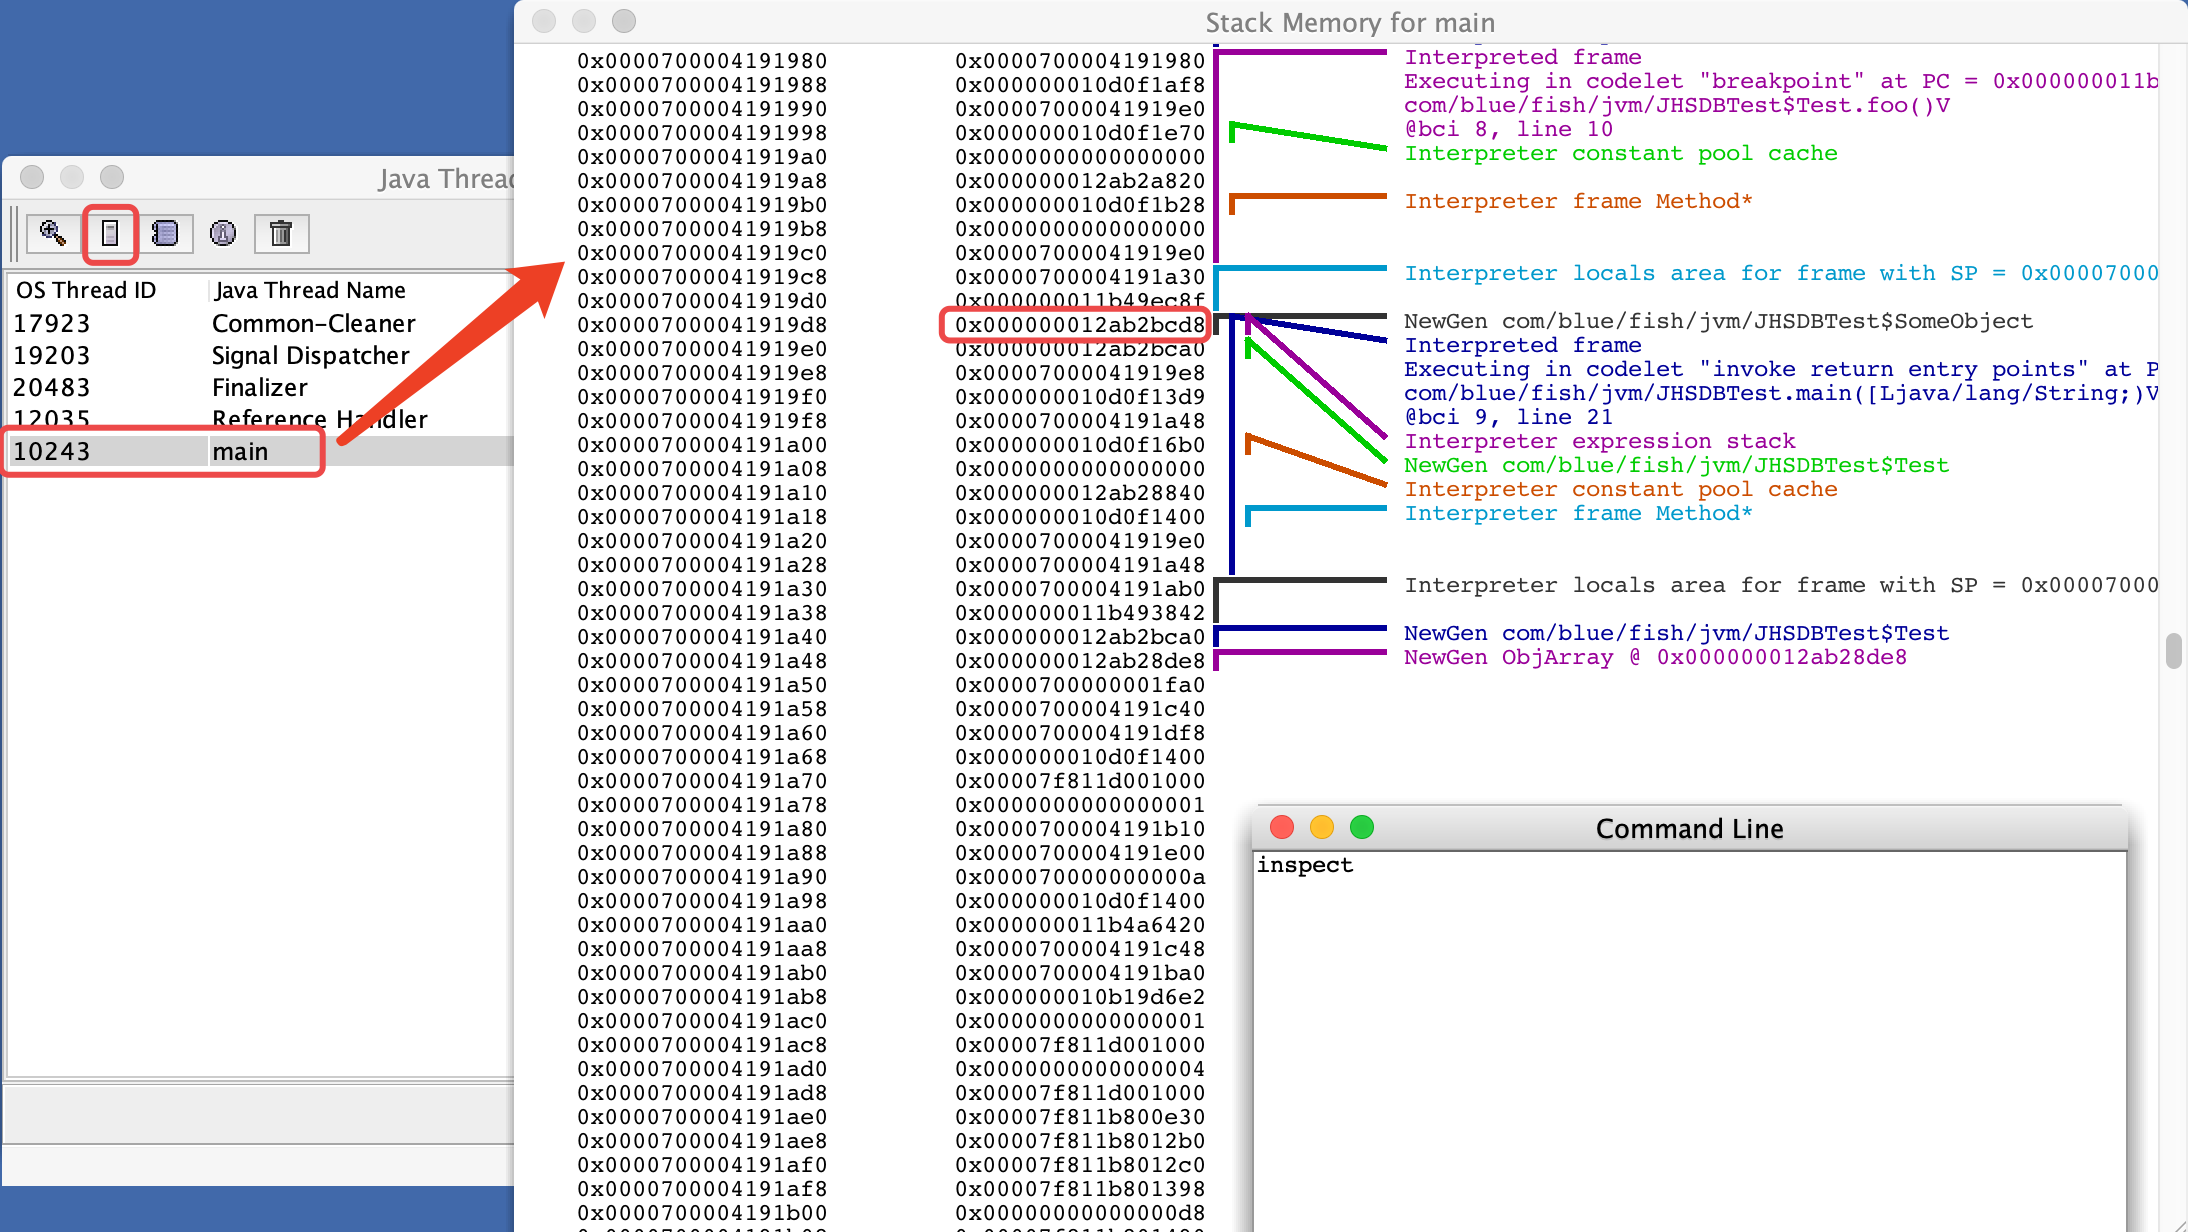 Java Threa
OS Thread ID Java Thread Name
17923 Common-Cleaner
19203 Signal Dispatcher
20483 Finalizer
12035 Reference Handler
10243 main
Stack Memory for main
0x0000700004191980 0x0000700004191980 Interpreted frame
0x0000700004191988 0x000000010d0f1af8 Executing in codelet "breakpoint" at PC = 0x000000011b
0x0000700004191990 0x00007000041919e0 com/blue/fish/jvm/JHSDBTest$Test.foo()V
0x0000700004191998 0x000000010d0f1e70 @bci 8, line 10
0x00007000041919a0 0x0000000000000000 Interpreter constant pool cache
0x00007000041919a8 0x000000012ab2a820
0x00007000041919b0 0x000000010d0f1b28 Interpreter frame Method*
0x00007000041919b8 0x0000000000000000
0x00007000041919c0 0x00007000041919e0
0x00007000041919c8 0x0000700004191a30 Interpreter locals area for frame with SP = 0x00007000
0x00007000041919d0 0x000000011b49ec8f
0x00007000041919d8 0x000000012ab2bcd8 NewGen com/blue/fish/jvm/JHSDBTest$SomeObject
0x00007000041919e0 0x000000012ab2bca0 Interpreted frame
0x00007000041919e8 0x00007000041919e8 Executing in codelet "invoke return entry points" at P
0x00007000041919f0 0x000000010d0f13d9 com/blue/fish/jvm/JHSDBTest.main([Ljava/lang/String;)V
0x00007000041919f8 0x0000700004191a48 @bci 9, line 21
0x0000700004191a00 0x000000010d0f16b0 Interpreter expression stack
0x0000700004191a08 0x0000000000000000 NewGen com/blue/fish/jvm/JHSDBTest$Test
0x0000700004191a10 0x000000012ab28840 Interpreter constant pool cache
0x0000700004191a18 0x000000010d0f1400 Interpreter frame Method*
0x0000700004191a20 0x00007000041919e0
0x0000700004191a28 0x0000700004191a48
0x0000700004191a30 0x0000700004191ab0 Interpreter locals area for frame with SP = 0x00007000
0x0000700004191a38 0x000000011b493842
0x0000700004191a40 0x000000012ab2bca0 NewGen com/blue/fish/jvm/JHSDBTest$Test
0x0000700004191a48 0x000000012ab28de8 NewGen ObjArray @ 0x000000012ab28de8
0x0000700004191a50 0x0000700000001fa0
0x0000700004191a58 0x0000700004191c40
0x0000700004191a60 0x0000700004191df8
0x0000700004191a68 0x000000010d0f1400
0x0000700004191a70 0x00007f811d001000
0x0000700004191a78 0x0000000000000001
0x0000700004191a80 0x0000700004191b10
0x0000700004191a88 0x0000700004191e00
0x0000700004191a90 0x000070000000000a
0x0000700004191a98 0x000000010d0f1400
0x0000700004191aa0 0x000000011b4a6420
0x0000700004191aa8 0x0000700004191c48
0x0000700004191ab0 0x0000700004191ba0
0x0000700004191ab8 0x000000010b19d6e2
0x0000700004191ac0 0x0000000000000001
0x0000700004191ac8 0x00007f811d001000
0x0000700004191ad0 0x0000000000000004
0x0000700004191ad8 0x00007f811d001000
0x0000700004191ae0 0x00007f811b800e30
0x0000700004191ae8 0x00007f811b8012b0
0x0000700004191af0 0x00007f811b8012c0
0x0000700004191af8 0x00007f811b801398
0x0000700004191b00 0x00000000000000d8
Command Line
inspect